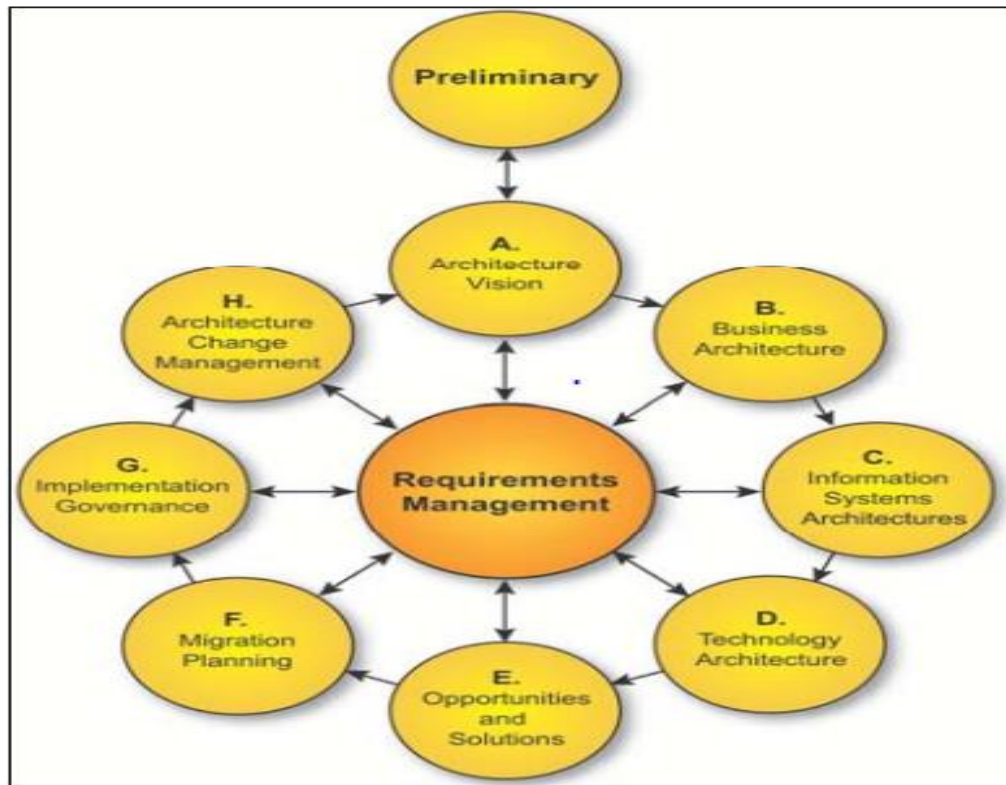 Preliminary
A.
Architecture
Vision
B.
Business
Architecture
C.
Information
Systems
Architectures
D.
Technology
Architecture
E.
Opportunities
and
Solutions
F.
Migration
Planning
G.
Implementation
Governance
H.
Architecture
Change
Management
Requirements
Management